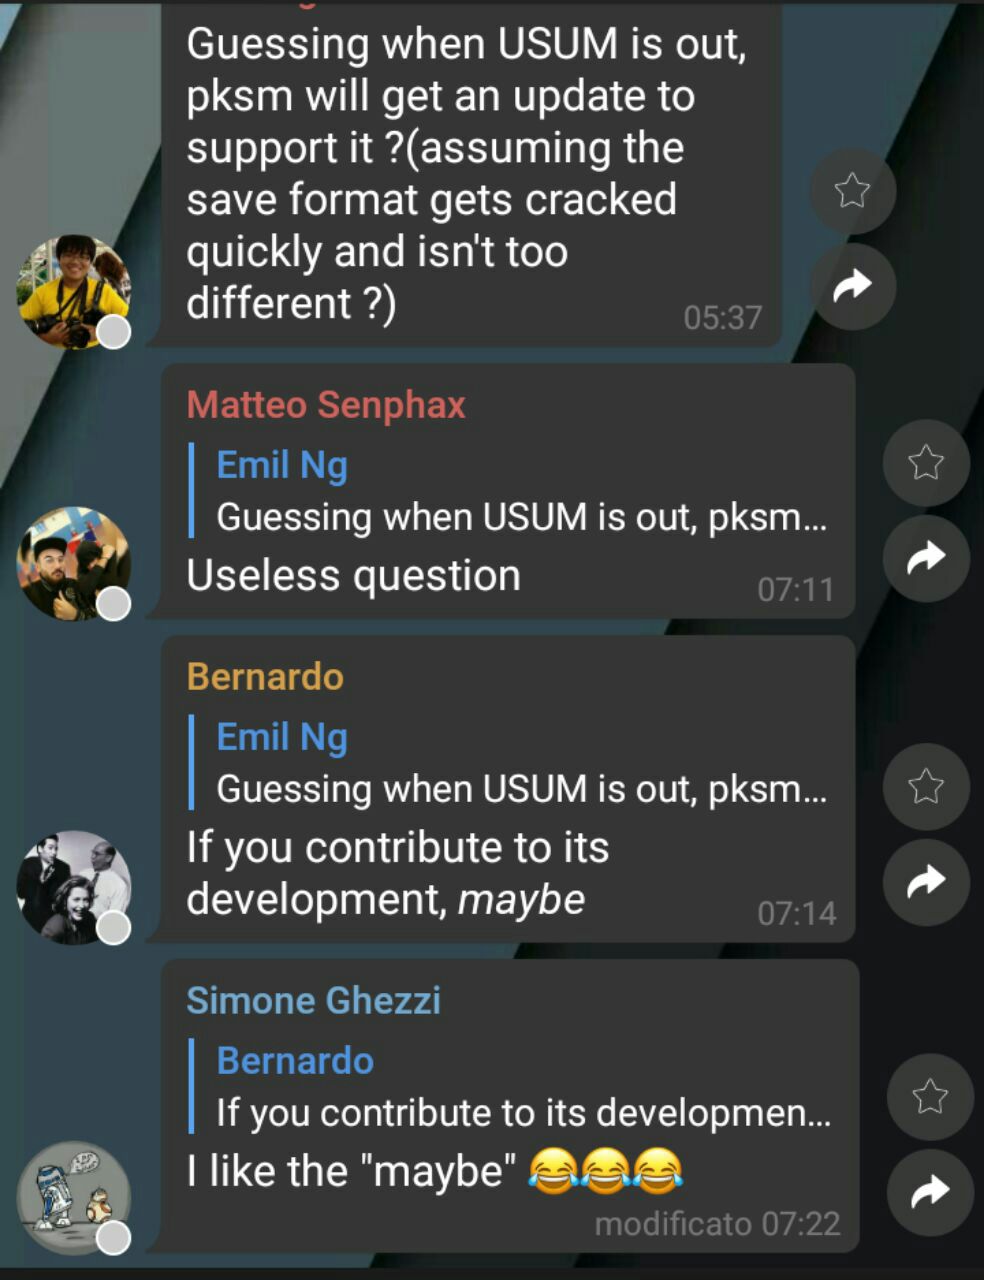 Guessing when USUM is out,
pksm will get an update to
support it ?(assuming the
save format gets cracked
quickly and isn't too
different ?)
05:37
Matteo Senphax
Emil Ng
Guessing when USUM is out, pksm...
Useless question
07:11
Bernardo
Emil Ng
Guessing when USUM is out, pksm...
If you contribute to its
development, maybe
07:14
Simone Ghezzi
Bernardo
If you contribute to its developmen...
I like the "maybe" 😂😂😂
modificato 07:22